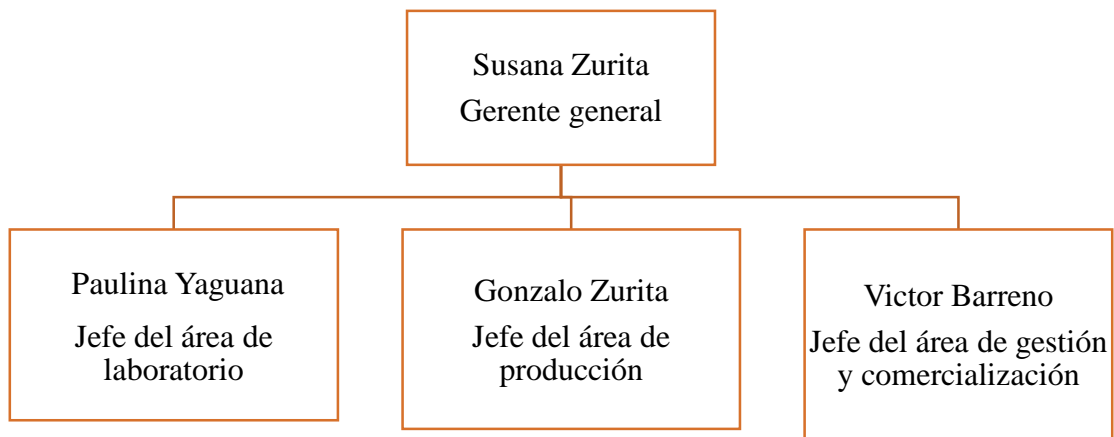 Susana Zurita
Gerente general
Paulina Yaguana
Jefe del área de
laboratorio
Gonzalo Zurita
Jefe del área de
producción
Victor Barreno
Jefe del área de gestión
y comercialización